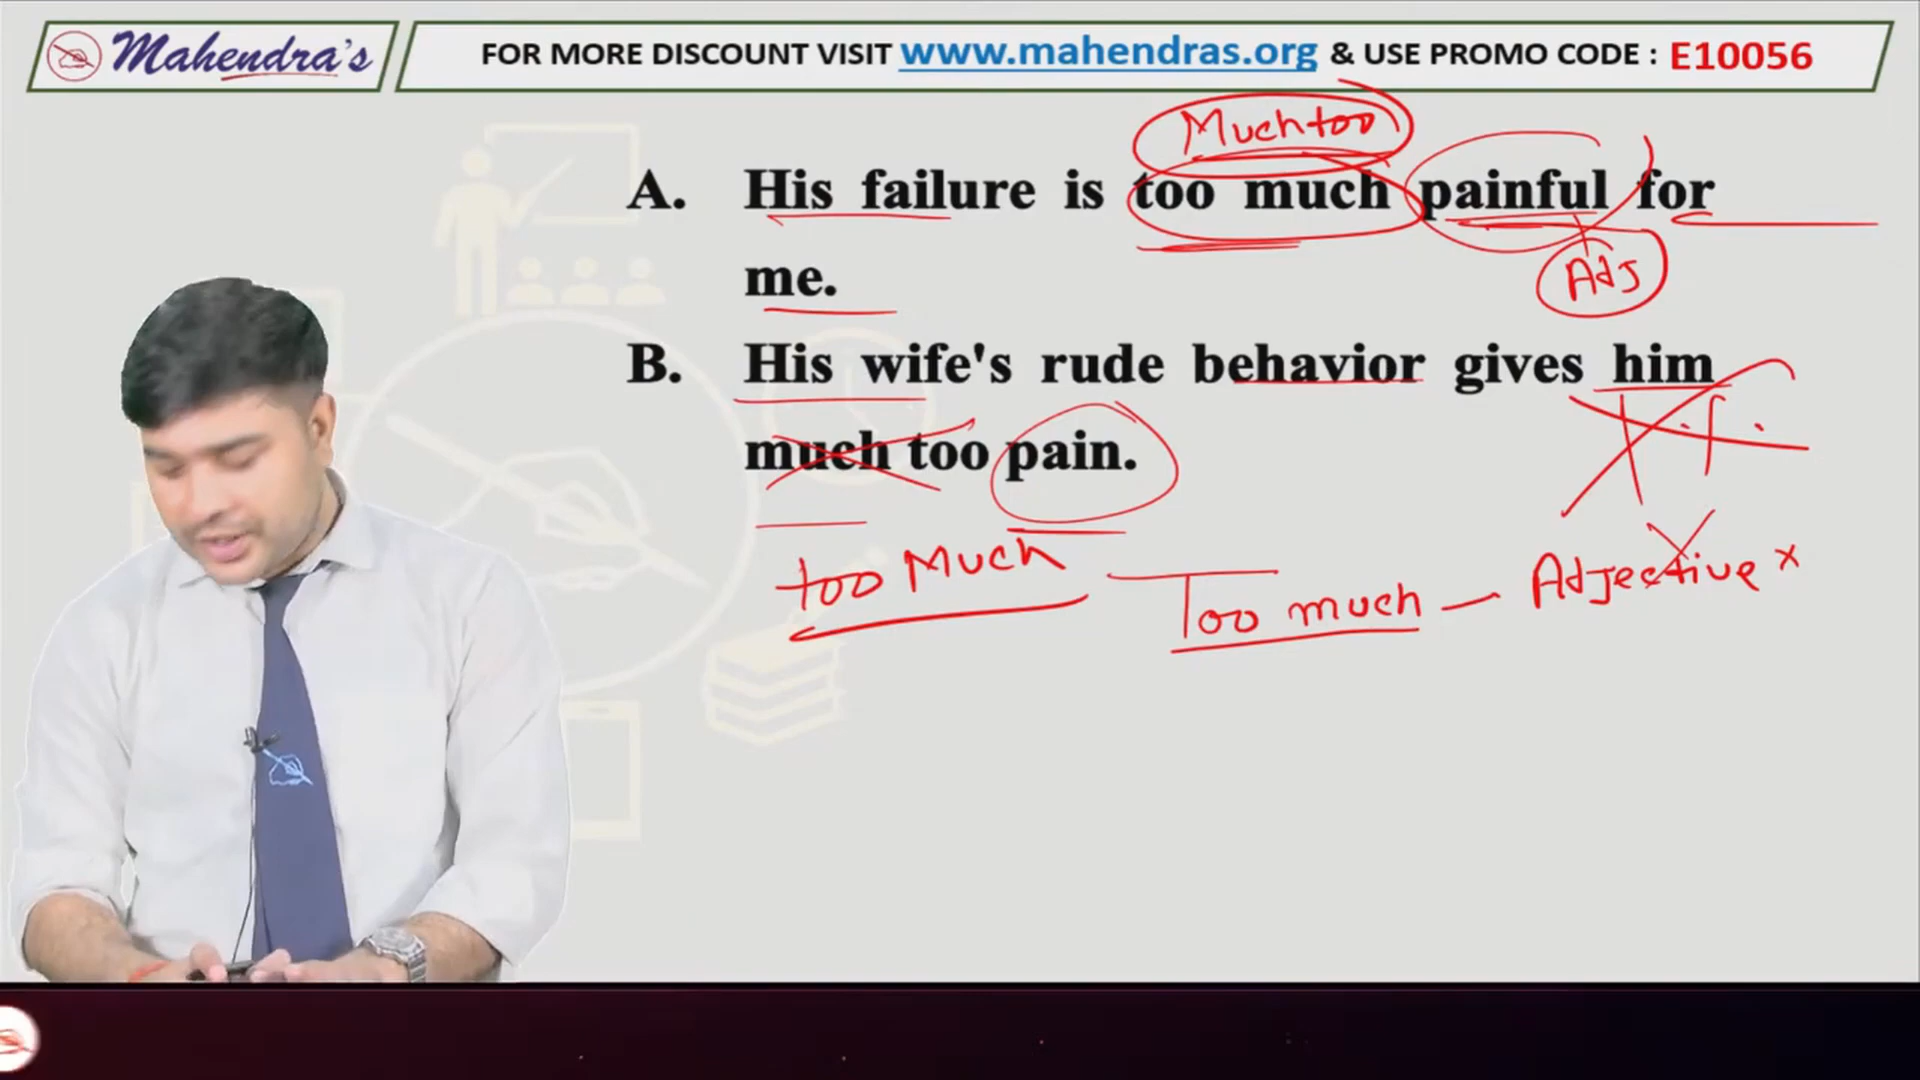 Mahendra's
FOR MORE DISCOUNT VISIT www.mahendras.org & USE PROMO CODE : E10056
Much too
A. His failure is too much painful for
me.
Adj
B. His wife's rude behavior gives him
much too pain.
too Much
Too much — Adjective ×